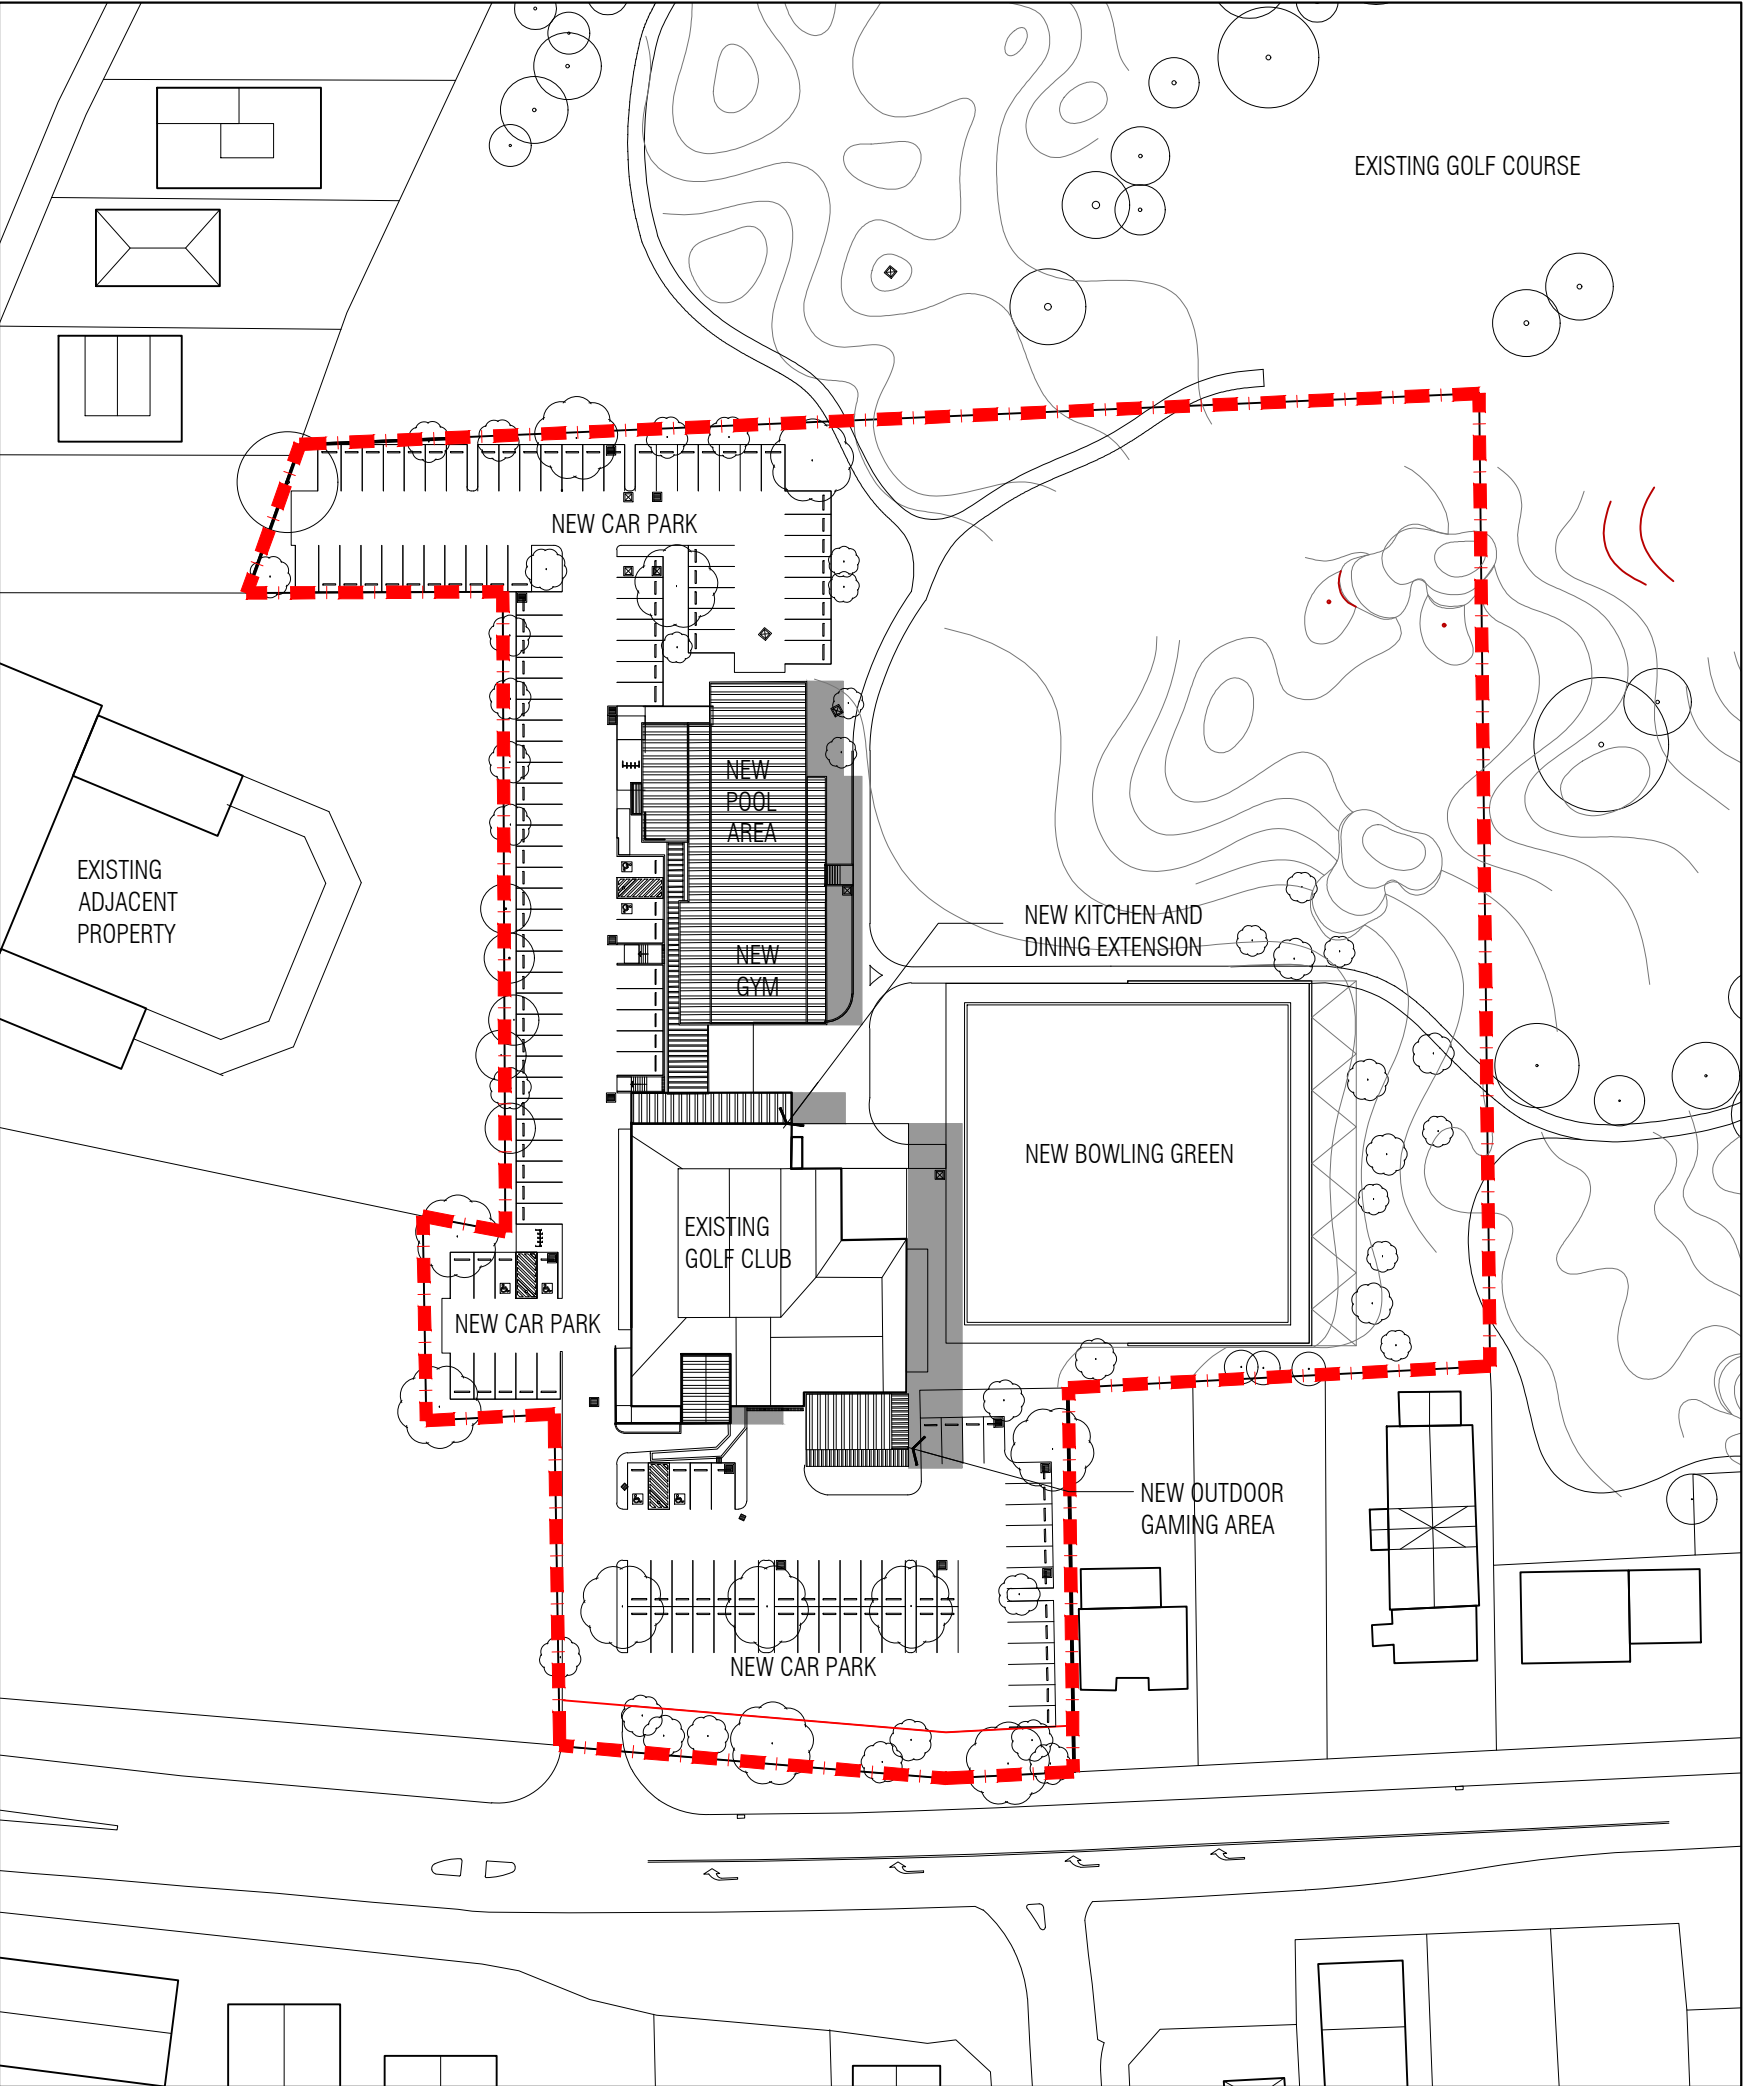 EXISTING GOLF COURSE
NEW CAR PARK
NEW
POOL
AREA
EXISTING
ADJACENT
PROPERTY
NEW KITCHEN AND
DINING EXTENSION
NEW
GYM
NEW BOWLING GREEN
EXISTING
GOLF CLUB
NEW CAR PARK
NEW OUTDOOR
GAMING AREA
NEW CAR PARK